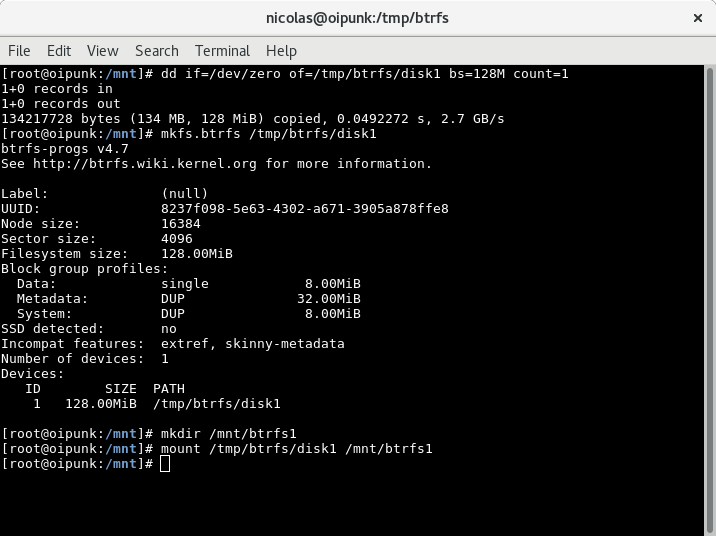 nicolas@oipunk:/tmp/btrfs ×
File Edit View Search Terminal Help
[root@oipunk:/mnt]# dd if=/dev/zero of=/tmp/btrfs/disk1 bs=128M count=1
1+0 records in
1+0 records out
134217728 bytes (134 MB, 128 MiB) copied, 0.0492272 s, 2.7 GB/s
[root@oipunk:/mnt]# mkfs.btrfs /tmp/btrfs/disk1
btrfs-progs v4.7
See http://btrfs.wiki.kernel.org for more information.

Label:              (null)
UUID:               8237f098-5e63-4302-a671-3905a878ffe8
Node size:          16384
Sector size:        4096
Filesystem size:    128.00MiB
Block group profiles:
  Data:             single            8.00MiB
  Metadata:         DUP              32.00MiB
  System:           DUP               8.00MiB
SSD detected:       no
Incompat features:  extref, skinny-metadata
Number of devices:  1
Devices:
   ID        SIZE  PATH
    1   128.00MiB  /tmp/btrfs/disk1

[root@oipunk:/mnt]# mkdir /mnt/btrfs1
[root@oipunk:/mnt]# mount /tmp/btrfs/disk1 /mnt/btrfs1
[root@oipunk:/mnt]#